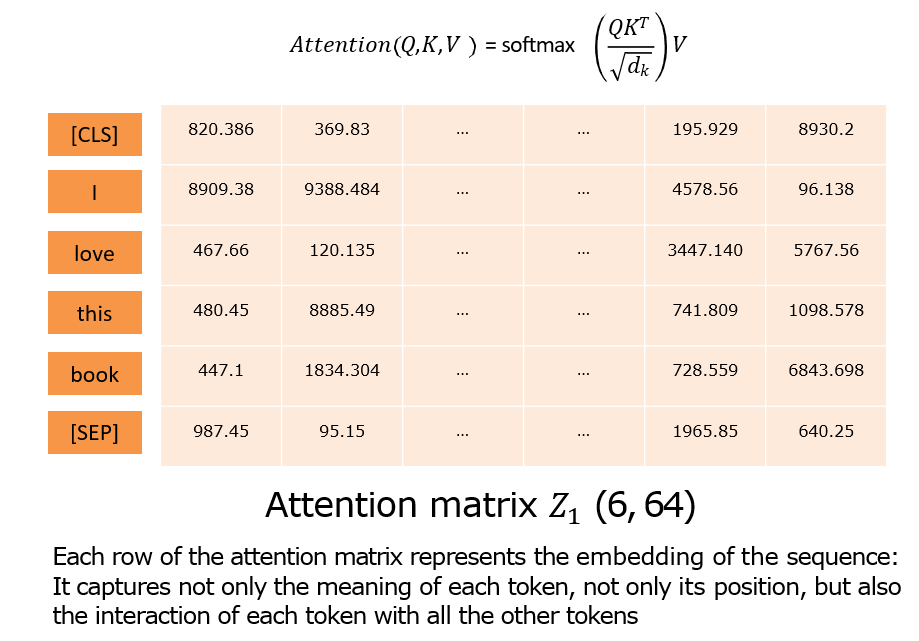 Attention(Q,K,V ) = softmax (QKᵀ / √dₖ) V
[CLS] 820.386 369.83 ... ... 195.929 8930.2
I 8909.38 9388.484 ... ... 4578.56 96.138
love 467.66 120.135 ... ... 3447.140 5767.56
this 480.45 8885.49 ... ... 741.809 1098.578
book 447.1 1834.304 ... ... 728.559 6843.698
[SEP] 987.45 95.15 ... ... 1965.85 640.25
Attention matrix Z₁ (6, 64)
Each row of the attention matrix represents the embedding of the sequence:
It captures not only the meaning of each token, not only its position, but also
the interaction of each token with all the other tokens